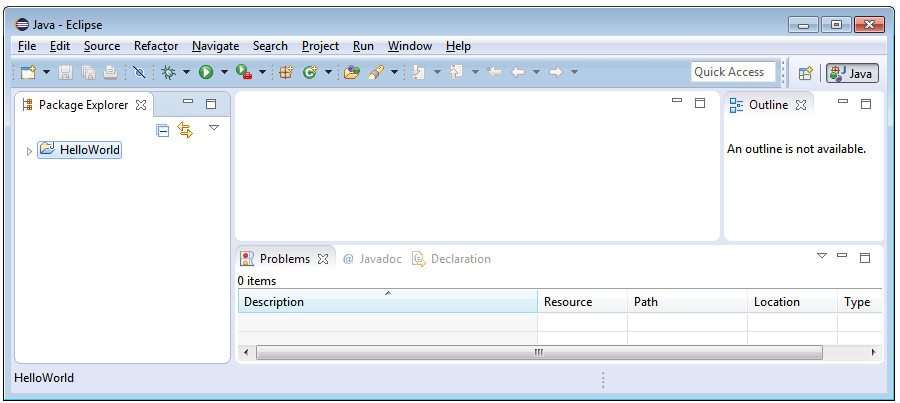 Java - Eclipse
File Edit Source Refactor Navigate Search Project Run Window Help
Quick Access Java
Package Explorer
HelloWorld
Outline
An outline is not available.
Problems @ Javadoc Declaration
0 items
Description Resource Path Location Type
HelloWorld